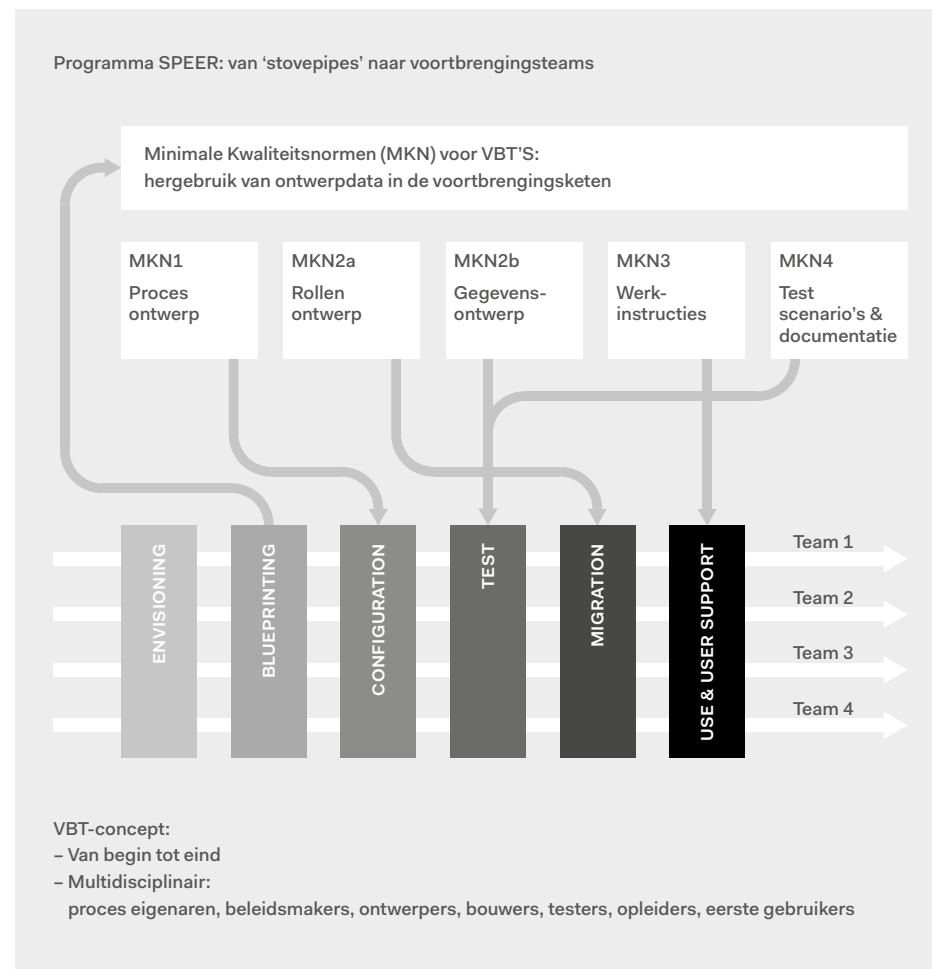 Programma SPEER: van ‘stovepipes’ naar voortbrengingsteams
Minimale Kwaliteitsnormen (MKN) voor VBT’S:
hergebruik van ontwerpdata in de voortbrengingsketen
MKN1
Proces
ontwerp
MKN2a
Rollen
ontwerp
MKN2b
Gegevens-
ontwerp
MKN3
Werk-
instructies
MKN4
Test
scenario’s &
documentatie
ENVISIONING
BLUEPRINTING
CONFIGURATION
TEST
MIGRATION
USE & USER SUPPORT
Team 1
Team 2
Team 3
Team 4
VBT-concept:
– Van begin tot eind
– Multidisciplinair:
proces eigenaren, beleidsmakers, ontwerpers, bouwers, testers, opleiders, eerste gebruikers